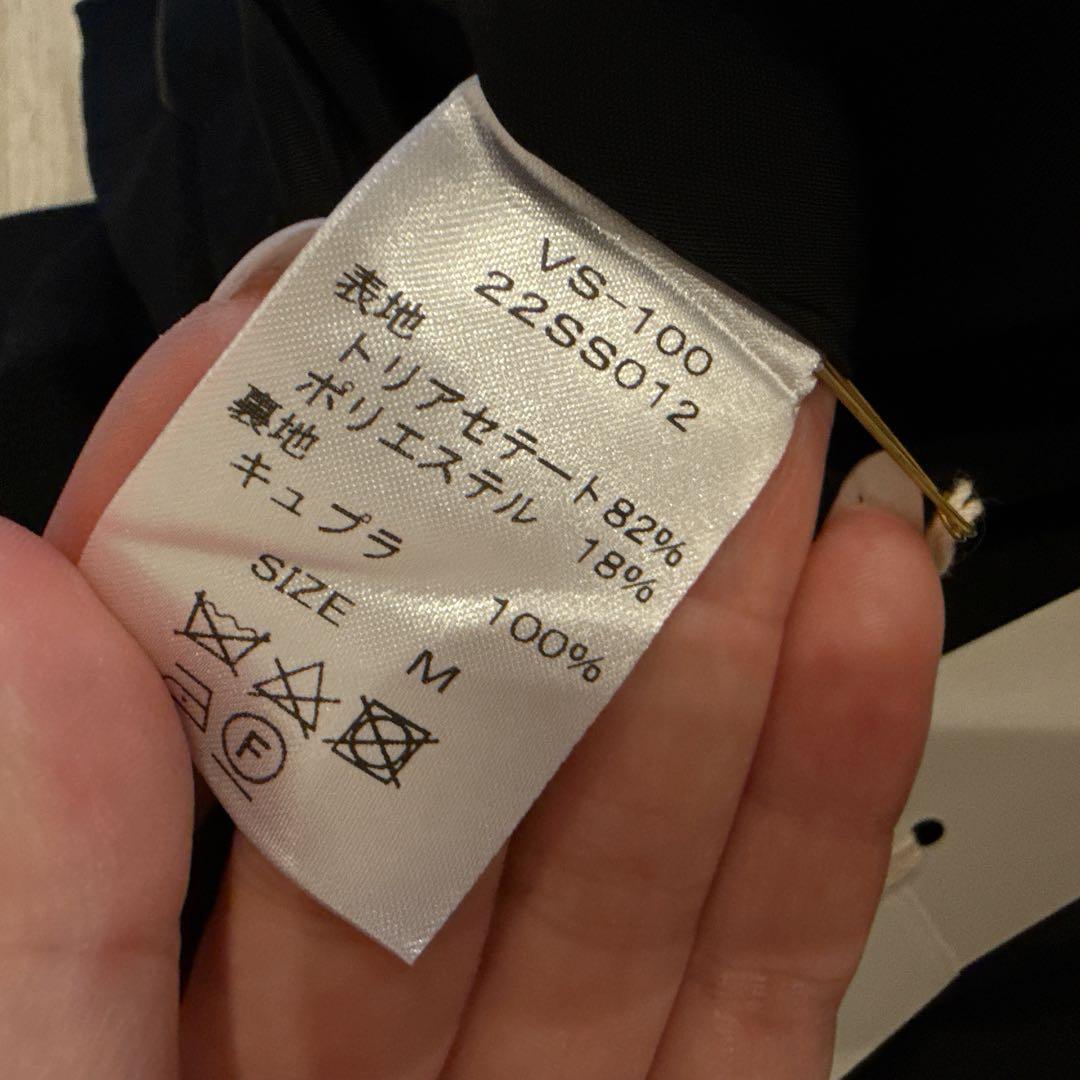 VS-100
22SS012
表地
トリアセテート82%
ポリエステル 18%
裏地
キュプラ 100%
SIZE M
F